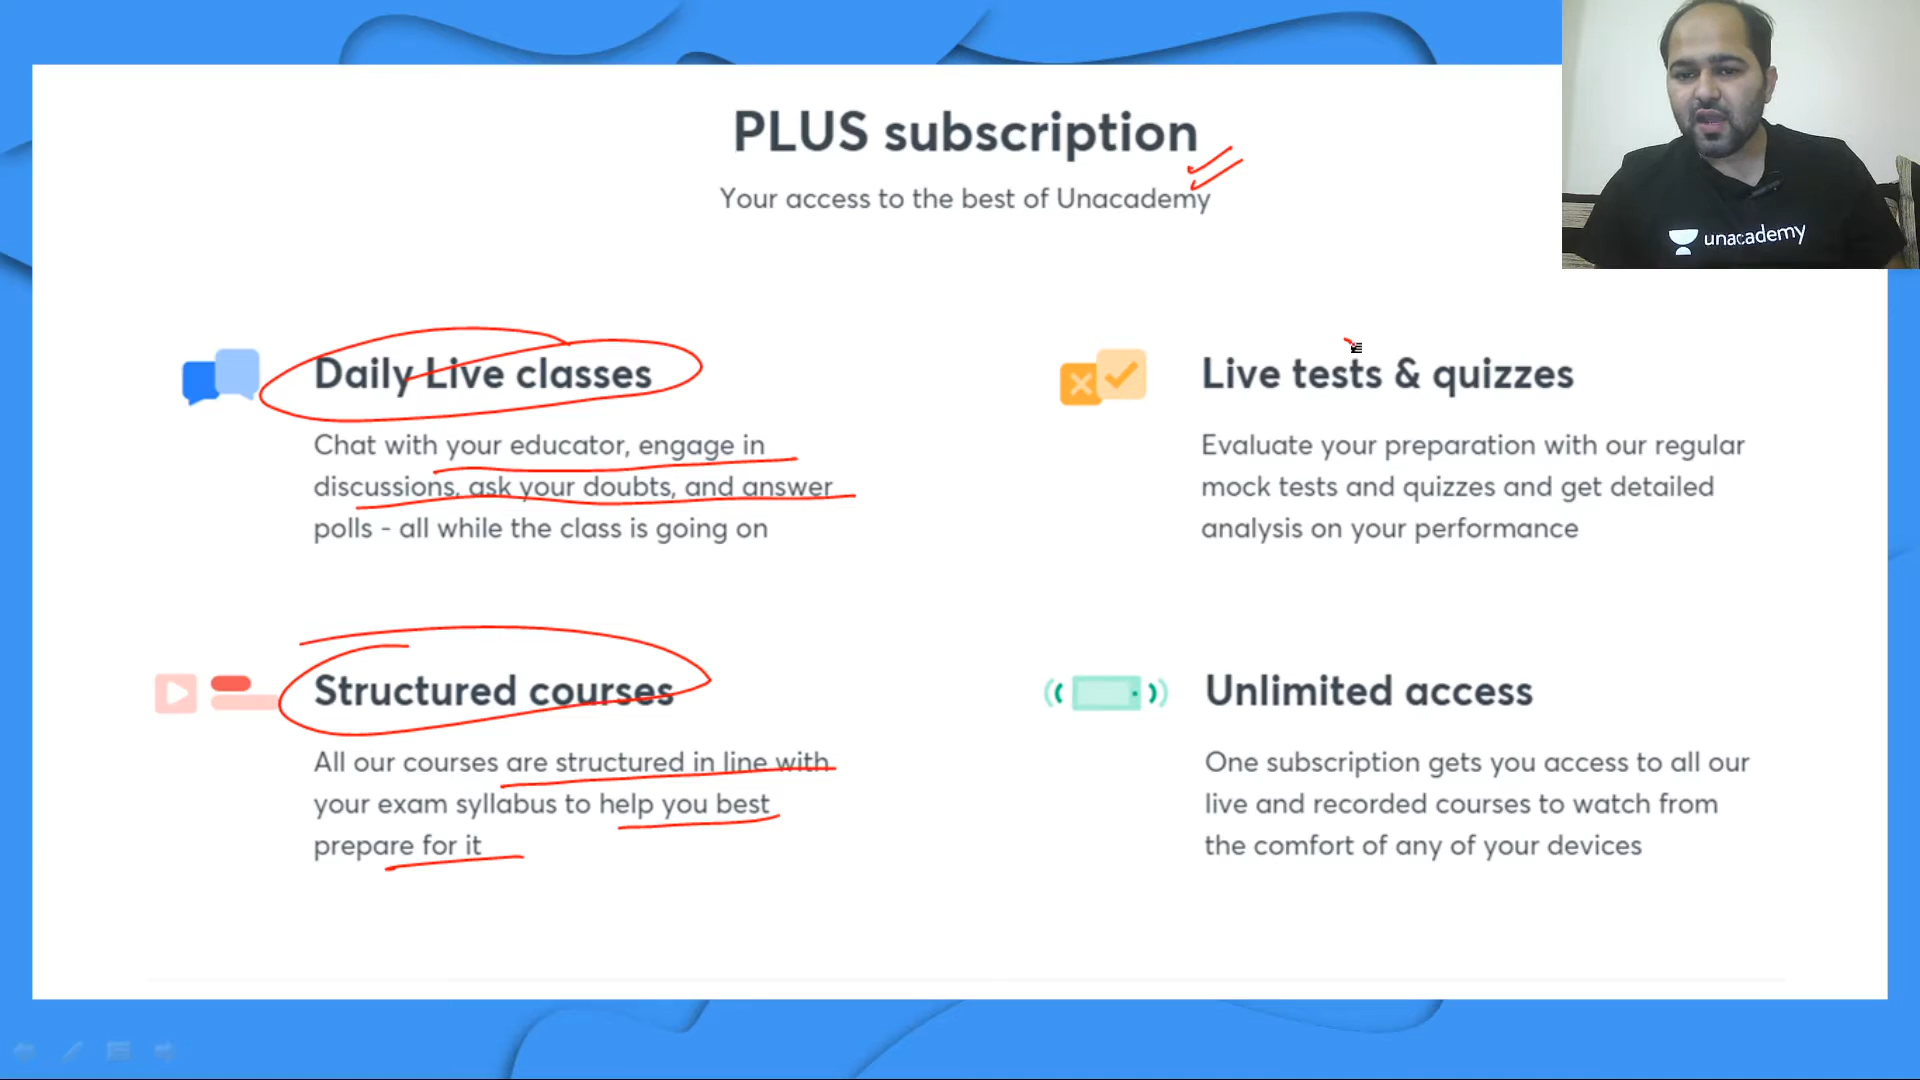 PLUS subscription
Your access to the best of Unacademy
unacademy
Daily Live classes
Chat with your educator, engage in
discussions, ask your doubts, and answer
polls - all while the class is going on
Live tests & quizzes
Evaluate your preparation with our regular
mock tests and quizzes and get detailed
analysis on your performance
Structured courses
All our courses are structured in line with
your exam syllabus to help you best
prepare for it
Unlimited access
One subscription gets you access to all our
live and recorded courses to watch from
the comfort of any of your devices